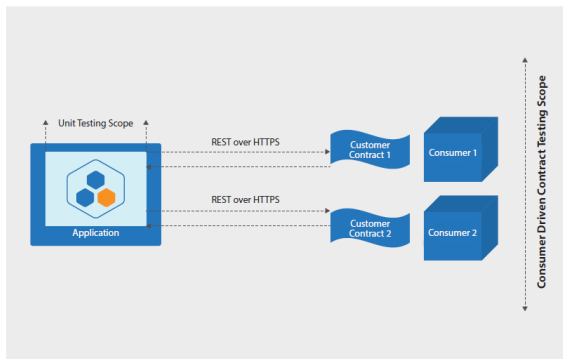 Unit Testing Scope
REST over HTTPS
Customer
Contract 1
Consumer 1
REST over HTTPS
Application
Customer
Contract 2
Consumer 2
Consumer Driven Contract Testing Scope